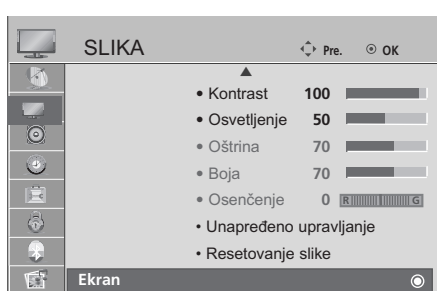 SLIKA Pre. OK
• Kontrast 100
• Osvetljenje 50
• Oštrina 70
• Boja 70
• Osenčenje 0 R G
• Unapređeno upravljanje
• Resetovanje slike
Ekran